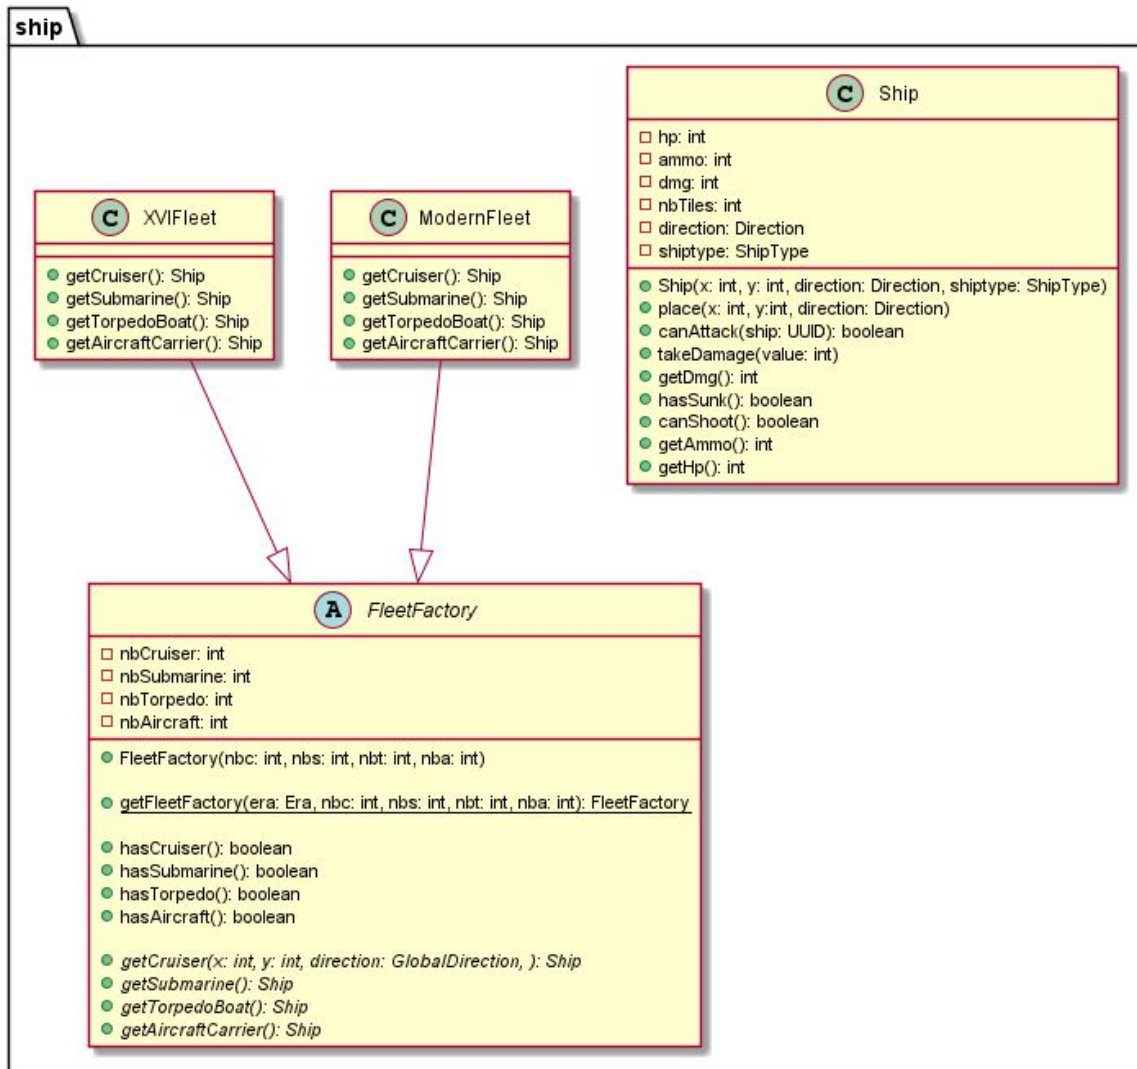 ship
C XVIFleet
getCruiser(): Ship
getSubmarine(): Ship
getTorpedoBoat(): Ship
getAircraftCarrier(): Ship
C ModernFleet
getCruiser(): Ship
getSubmarine(): Ship
getTorpedoBoat(): Ship
getAircraftCarrier(): Ship
C Ship
hp: int
ammo: int
dmg: int
nbTiles: int
direction: Direction
shiptype: ShipType
Ship(x: int, y: int, direction: Direction, shiptype: ShipType)
place(x: int, y:int, direction: Direction)
canAttack(ship: UUID): boolean
takeDamage(value: int)
getDmg(): int
hasSunk(): boolean
canShoot(): boolean
getAmmo(): int
getHp(): int
A FleetFactory
nbCruiser: int
nbSubmarine: int
nbTorpedo: int
nbAircraft: int
FleetFactory(nbc: int, nbs: int, nbt: int, nba: int)
getFleetFactory(era: Era, nbc: int, nbs: int, nbt: int, nba: int): FleetFactory
hasCruiser(): boolean
hasSubmarine(): boolean
hasTorpedo(): boolean
hasAircraft(): boolean
getCruiser(x: int, y: int, direction: GlobalDirection, ): Ship
getSubmarine(): Ship
getTorpedoBoat(): Ship
getAircraftCarrier(): Ship